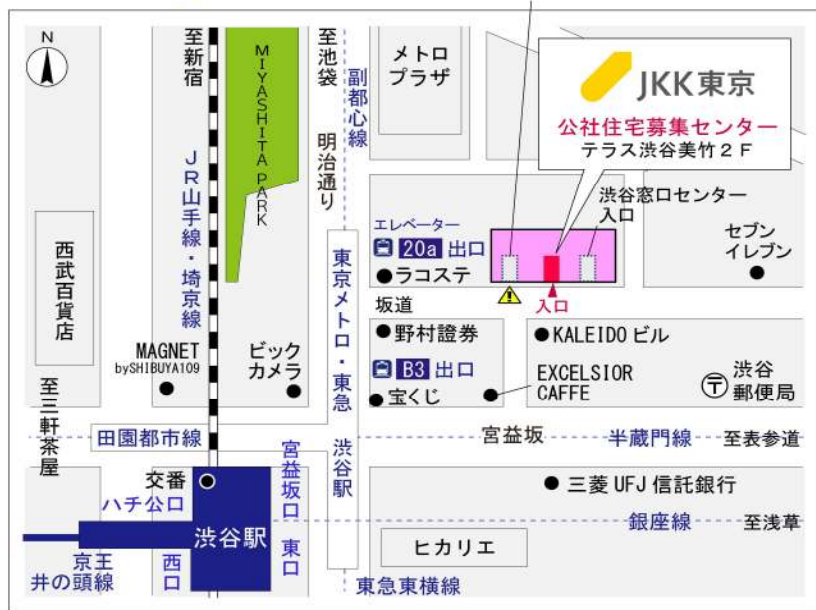 N
至新宿
MIYASHITA PARK
至池袋
副都心線
明治通り
メトロ
プラザ
JKK東京
公社住宅募集センター
テラス渋谷美竹2F
JR山手線・埼京線
西武百貨店
エレベーター
20a 出口
ラコステ
渋谷窓口センター
入口
セブン
イレブン
入口
坂道
東京メトロ・東急 渋谷駅
野村證券
KALEIDO ビル
MAGNET
bySHIBUYA109
ビック
カメラ
B3 出口
宝くじ
EXCELSIOR
CAFFE
渋谷
郵便局
至三軒茶屋
田園都市線
宮益坂
半蔵門線
至表参道
交番
ハチ公口
宮益坂口
三菱UFJ信託銀行
渋谷駅
銀座線
至浅草
京王
井の頭線
西口
東口
ヒカリエ
東急東横線